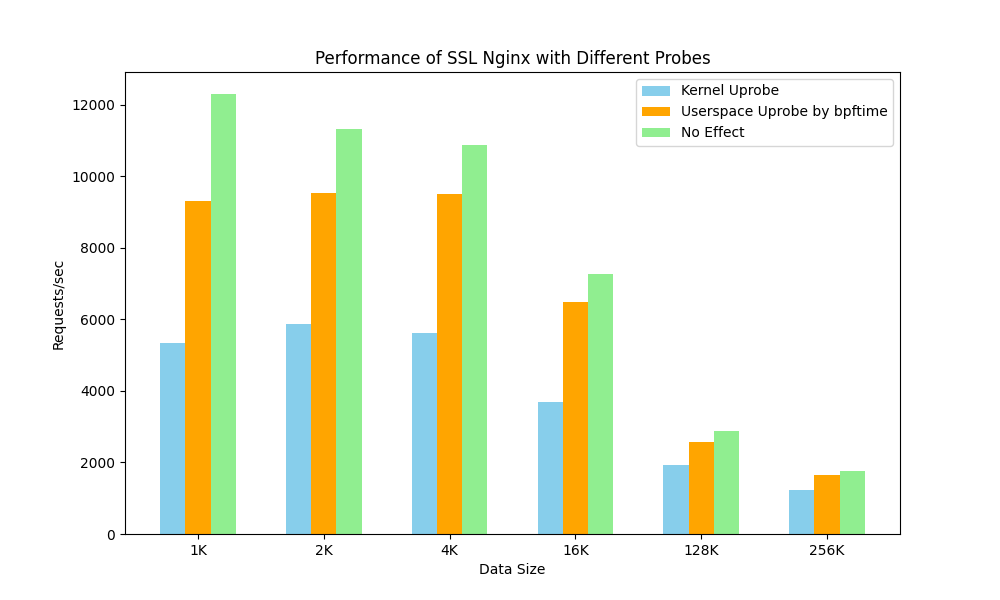 Performance of SSL Nginx with Different Probes
Kernel Uprobe
Userspace Uprobe by bpftime
No Effect
Requests/sec
12000
10000
8000
6000
4000
2000
0
1K 2K 4K 16K 128K 256K
Data Size